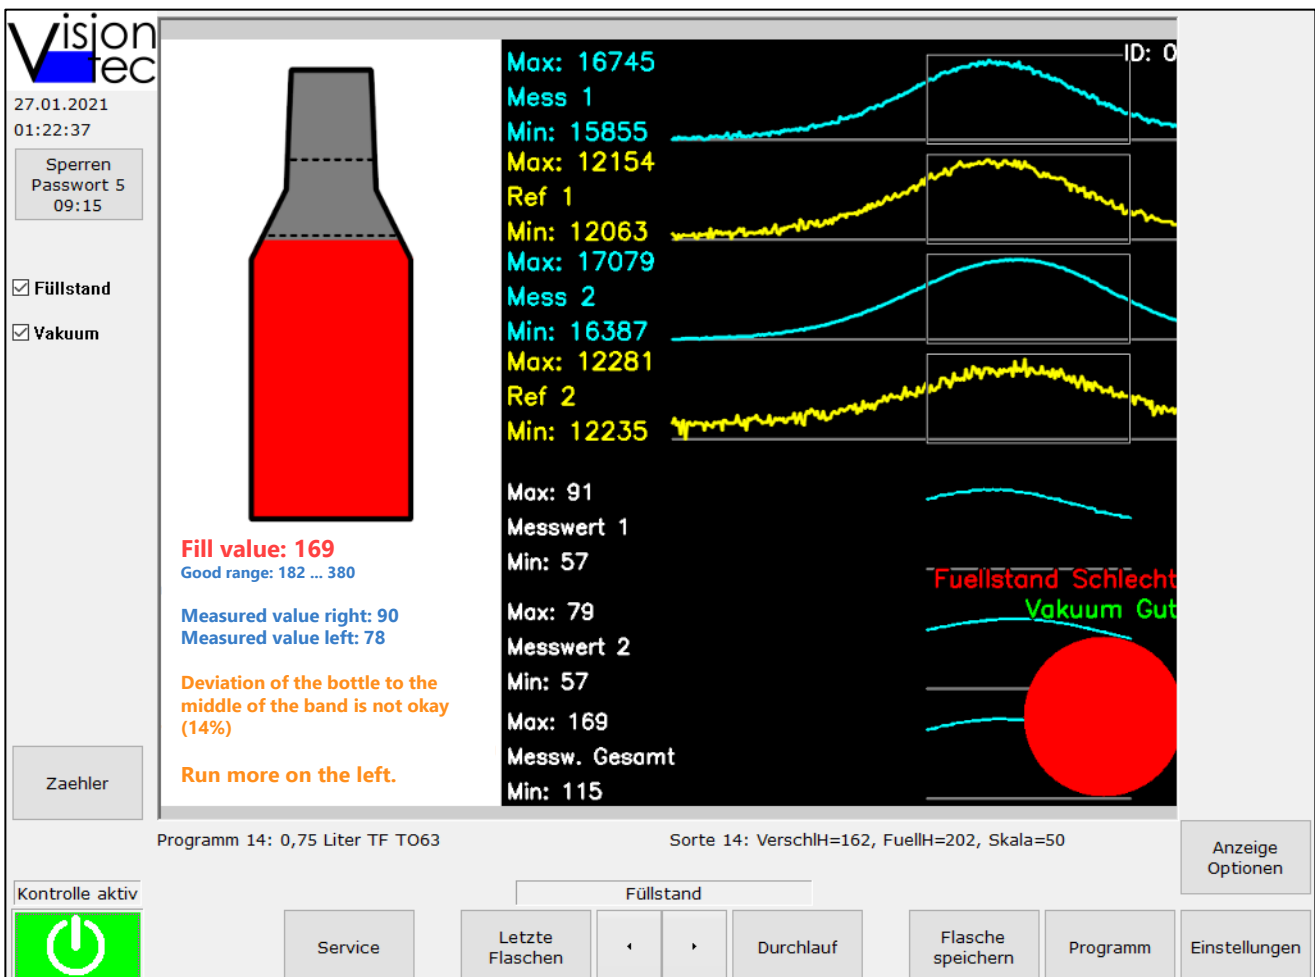 Vision
tec
27.01.2021
01:22:37
Sperren
Passwort 5
09:15
Füllstand
Vakuum
Zaehler
Kontrolle aktiv
Fill value: 169
Good range: 182 ... 380
Measured value right: 90
Measured value left: 78
Deviation of the bottle to the
middle of the band is not okay
(14%)
Run more on the left.
ID: 0
Max: 16745
Mess 1
Min: 15855
Max: 12154
Ref 1
Min: 12063
Max: 17079
Mess 2
Min: 16387
Max: 12281
Ref 2
Min: 12235
Max: 91
Messwert 1
Min: 57
Fuellstand Schlecht
Vakuum Gut
Max: 79
Messwert 2
Min: 57
Max: 169
Messw. Gesamt
Min: 115
Programm 14: 0,75 Liter TF TO63
Sorte 14: VerschlH=162, FuellH=202, Skala=50
Anzeige
Optionen
Füllstand
Service
Letzte
Flaschen
Durchlauf
Flasche
speichern
Programm
Einstellungen